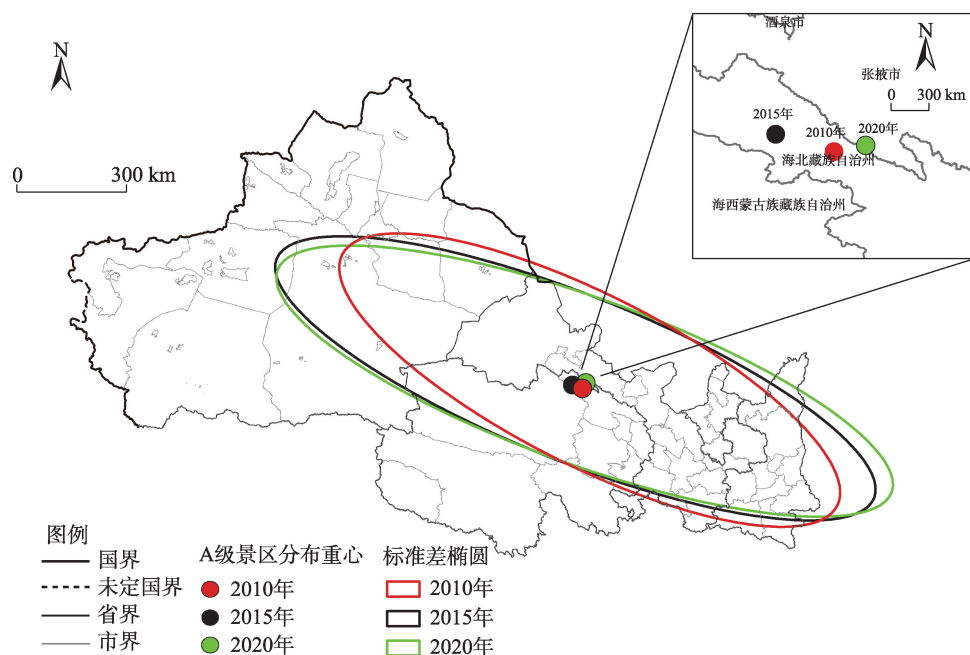 N
0 300 km
酒泉市
N
张掖市
0 300 km
2015年
2010年
2020年
海北藏族自治州
海西蒙古族藏族自治州
图例
国界
未定国界
省界
市界
A级景区分布重心
2010年
2015年
2020年
标准差椭圆
2010年
2015年
2020年